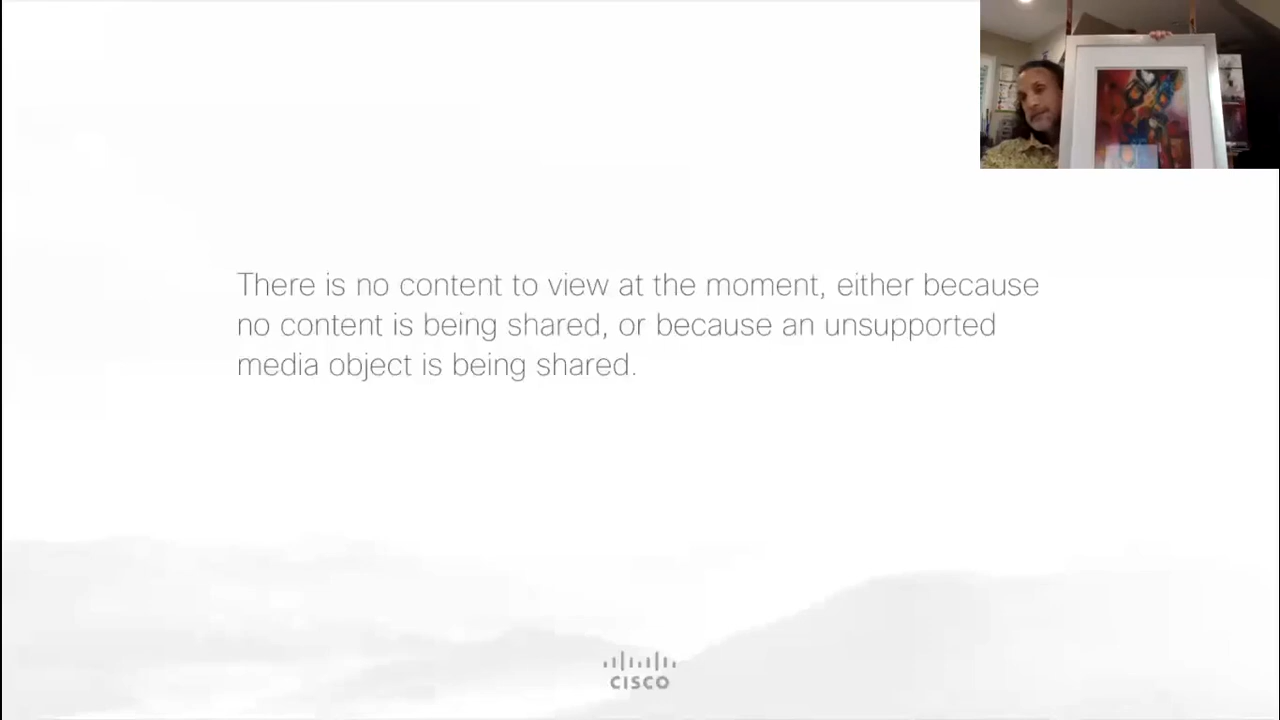 There is no content to view at the moment, either because
no content is being shared, or because an unsupported
media object is being shared.
CISCO